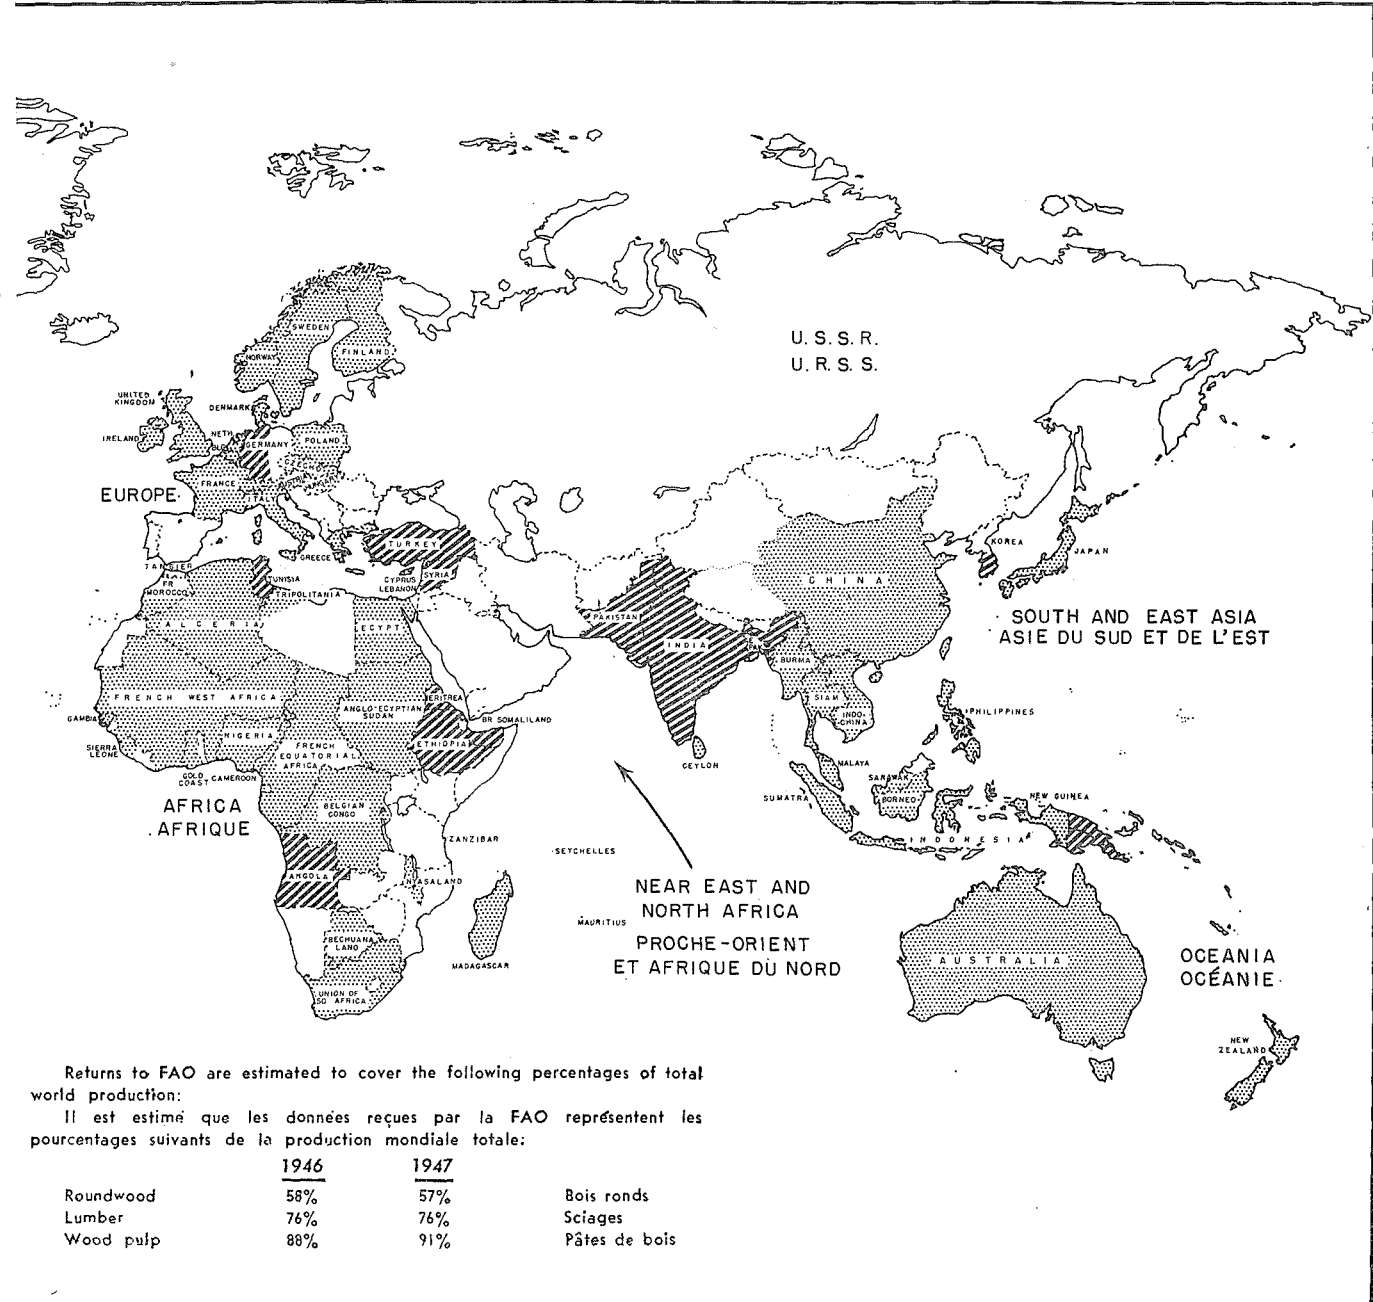 U. S. S. R.
U. R. S. S.
SWEDEN
NORWAY
FINLAND
UNITED
KINGDOM
DENMARK
IRELAND
NETH
GERMANY
POLAND
FRANCE
ITALY
EUROPE
GREECE
TURKEY
CYPRUS
LEBANON
SYRIA
KOREA
JAPAN
CHINA
SOUTH AND EAST ASIA
ASIE DU SUD ET DE L'EST
TANGIER
FR
MOROCCO
TUNISIA
TRIPOLITANIA
ALGERIA
EGYPT
PAKISTAN
INDIA
BURMA
SIAM
INDO-
CHINA
PHILIPPINES
FRENCH WEST AFRICA
ANGLO-EGYPTIAN
SUDAN
ERITREA
BR SOMALILAND
GAMBIA
SIERRA
LEONE
NIGERIA
FRENCH
EQUATORIAL
AFRICA
ETHIOPIA
GOLD
COAST
CAMEROON
CEYLON
MALAYA
SARAWAK
BORNEO
SUMATRA
NEW GUINEA
INDONESIA
AFRICA
AFRIQUE
BELGIAN
CONGO
ZANZIBAR
SEYCHELLES
ANGOLA
NYASALAND
MAURITIUS
MADAGASCAR
NEAR EAST AND
NORTH AFRICA
PROCHE-ORIENT
ET AFRIQUE DU NORD
BECHUANA
LAND
UNION OF
SO AFRICA
AUSTRALIA
OCEANIA
OCÉANIE
NEW
ZEALAND
Returns to FAO are estimated to cover the following percentages of total
world production:
Il est estimé que les données reçues par la FAO représentent les
pourcentages suivants de la production mondiale totale:
1946 1947
Roundwood 58% 57% Bois ronds
Lumber 76% 76% Sciages
Wood pulp 88% 91% Pâtes de bois